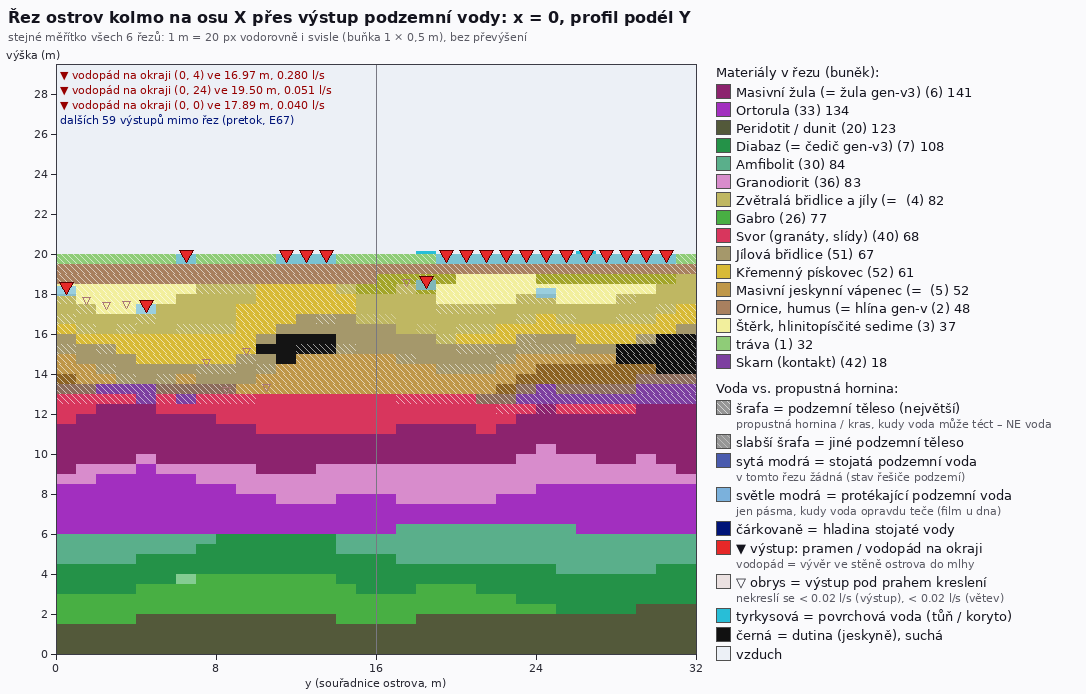 Řez ostrov kolmo na osu X přes výstup podzemní vody: x = 0, profil podél Y
stejné měřítko všech 6 řezů: 1 m = 20 px vodorovně i svisle (buňka 1 × 0,5 m), bez převýšení
výška (m)
▼ vodopád na okraji (0, 4) ve 16.97 m, 0.280 l/s
▼ vodopád na okraji (0, 24) ve 19.50 m, 0.051 l/s
▼ vodopád na okraji (0, 0) ve 17.89 m, 0.040 l/s
dalších 59 výstupů mimo řez (pretok, E67)
28
26
24
22
20
18
16
14
12
10
8
6
4
2
0
0
8
16
24
32
y (souřadnice ostrova, m)
Materiály v řezu (buněk):
Masivní žula (= žula gen-v3) (6) 141
Ortorula (33) 134
Peridotit / dunit (20) 123
Diabaz (= čedič gen-v3) (7) 108
Amfibolit (30) 84
Granodiorit (36) 83
Zvětralá břidlice a jíly (= (4) 82
Gabro (26) 77
Svor (granáty, slídy) (40) 68
Jílová břidlice (51) 67
Křemenný pískovec (52) 61
Masivní jeskynní vápenec (= (5) 52
Ornice, humus (= hlína gen-v (2) 48
Štěrk, hlinitopísčité sedime (3) 37
tráva (1) 32
Skarn (kontakt) (42) 18
Voda vs. propustná hornina:
šrafa = podzemní těleso (největší)
propustná hornina / kras, kudy voda může téct – NE voda
slabší šrafa = jiné podzemní těleso
sytá modrá = stojatá podzemní voda
v tomto řezu žádná (stav řešiče podzemí)
světle modrá = protékající podzemní voda
jen pásma, kudy voda opravdu teče (film u dna)
čárkovaně = hladina stojaté vody
▼ výstup: pramen / vodopád na okraji
vodopád = vývěr ve stěně ostrova do mlhy
▽ obrys = výstup pod prahem kreslení
nekreslí se < 0.02 l/s (výstup), < 0.02 l/s (větev)
tyrkysová = povrchová voda (tůň / koryto)
černá = dutina (jeskyně), suchá
vzduch